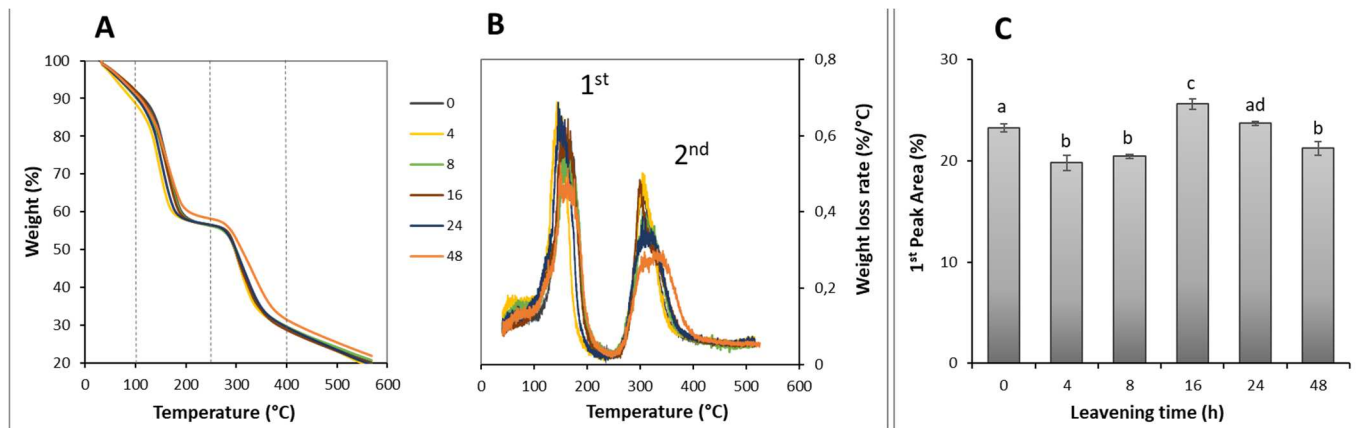 A
100
90
80
70
60
50
40
30
20
0
100
200
300
400
500
600
Weight (%)
Temperature (°C)
0
4
8
16
24
48
B
1st
2nd
0,8
0,6
0,4
0,2
0
0
100
200
300
400
500
600
Weight loss rate (%/°C)
Temperature (°C)
C
30
20
10
0
1st Peak Area (%)
a
b
b
c
ad
b
0
4
8
16
24
48
Leavening time (h)